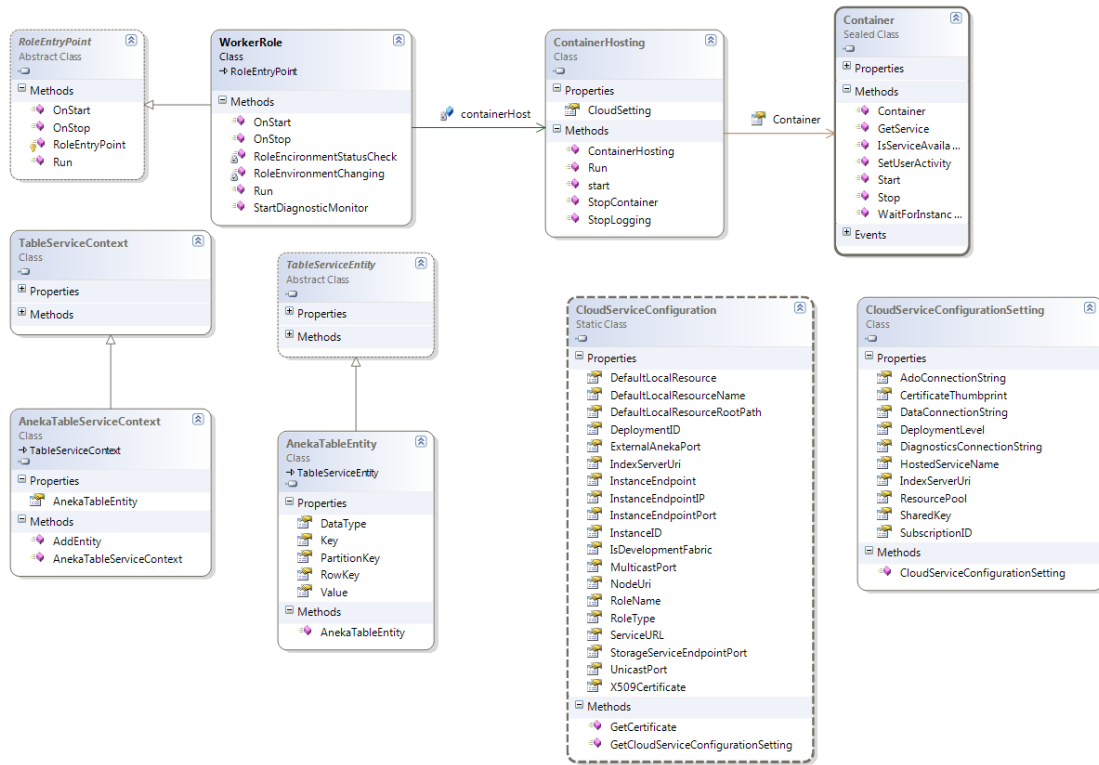 RoleEntryPoint
Abstract Class
Methods
OnStart
OnStop
RoleEntryPoint
Run
WorkerRole
Class
RoleEntryPoint
Methods
OnStart
OnStop
RoleEncironmentStatusCheck
RoleEnvironmentChanging
Run
StartDiagnosticMonitor
containerHost
ContainerHosting
Class
Properties
CloudSetting
Methods
ContainerHosting
Run
start
StopContainer
StopLogging
Container
Container
Sealed Class
Properties
Methods
Container
GetService
IsServiceAvaila ...
SetUserActivity
Start
Stop
WaitForInstanc ...
Events
TableServiceContext
Class
Properties
Methods
TableServiceEntity
Abstract Class
Properties
Methods
AnekaTableServiceContext
Class
TableServiceContext
Properties
AnekaTableEntity
Methods
AddEntity
AnekaTableServiceContext
AnekaTableEntity
Class
TableServiceEntity
Properties
DataType
Key
PartitionKey
RowKey
Value
Methods
AnekaTableEntity
CloudServiceConfiguration
Static Class
Properties
DefaultLocalResource
DefaultLocalResourceName
DefaultLocalResourceRootPath
DeploymentID
ExternalAnekaPort
IndexServerUri
InstanceEndpoint
InstanceEndpointIP
InstanceEndpointPort
InstanceID
IsDevelopmentFabric
MulticastPort
NodeUri
RoleName
RoleType
ServiceURL
StorageServiceEndpointPort
UnicastPort
X509Certificate
Methods
GetCertificate
GetCloudServiceConfigurationSetting
CloudServiceConfigurationSetting
Class
Properties
AdoConnectionString
CertificateThumbprint
DataConnectionString
DeploymentLevel
DiagnosticsConnectionString
HostedServiceName
IndexServerUri
ResourcePool
SharedKey
SubscriptionID
Methods
CloudServiceConfigurationSetting